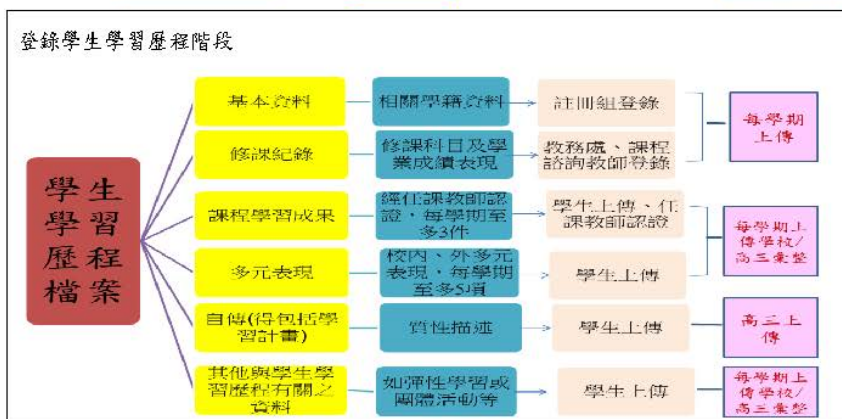 登錄學生學習歷程階段
學生
學習
歷程
檔案
基本資料
相關學籍資料
註冊組登錄
修課紀錄
修課科目及學
業成績表現
教務處、課程
諮詢教師登錄
每學期
上傳
課程學習成果
經任課教師認
證，每學期至
多3件
學生上傳、任
課教師認證
多元表現
校內、外多元
表現，每學期
至多5項
學生上傳
每學期上
傳學校/
高三彙整
自傳(得包括學
習計畫)
質性描述
學生上傳
高三上
傳
其他與學生學
習歷程有關之
資料
如彈性學習或
團體活動等
學生上傳
每學期上
傳學校/
高三彙整